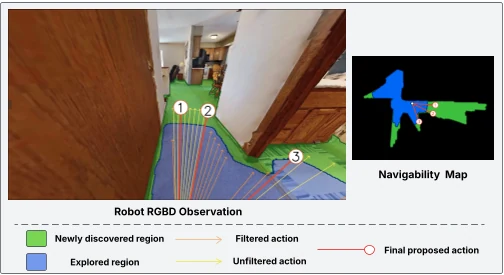 1
2
3
Robot RGBD Observation
Navigability Map
Newly discovered region
Filtered action
Final proposed action
Explored region
Unfiltered action